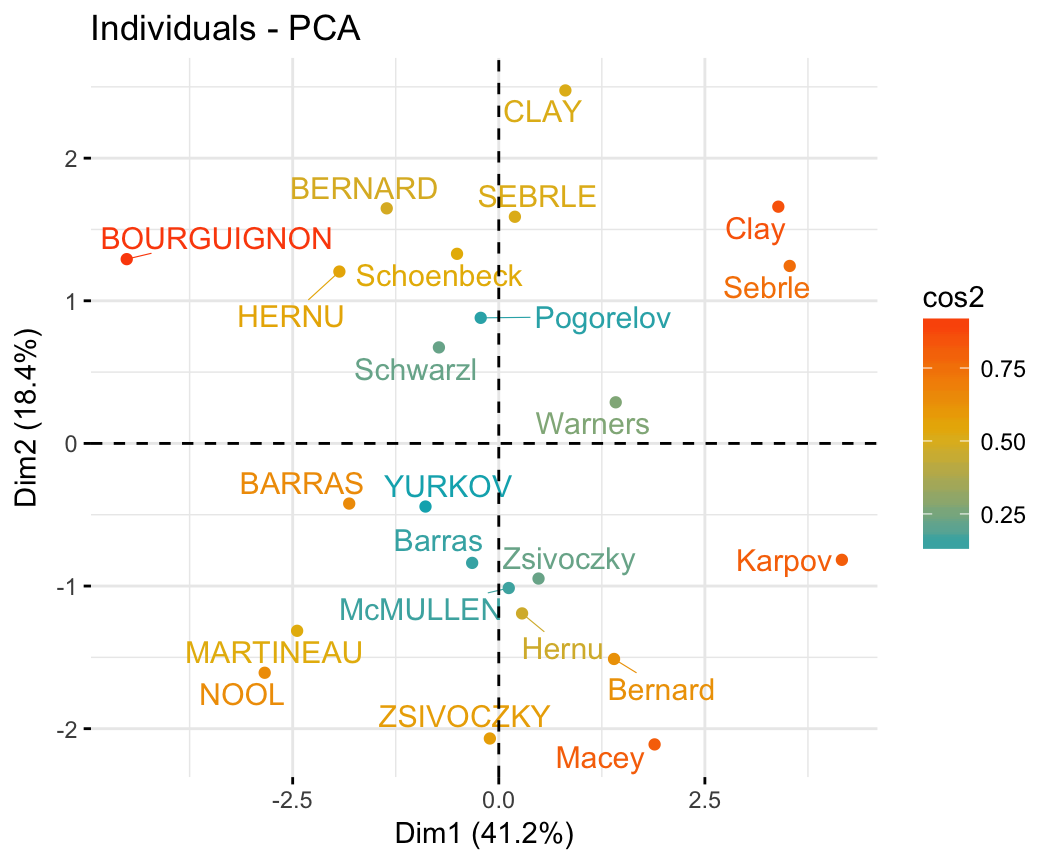 Individuals - PCA
CLAY
BERNARD
SEBRLE
Clay
BOURGUIGNON
Schoenbeck
Sebrle
HERNU
Pogorelov
Schwarzl
Warners
BARRAS
YURKOV
Barras
Zsivoczky
Karpov
McMULLEN
Hernu
MARTINEAU
NOOL
Bernard
ZSIVOCZKY
Macey
2
1
0
-1
-2
Dim2 (18.4%)
-2.5
0.0
2.5
Dim1 (41.2%)
cos2
0.75
0.50
0.25